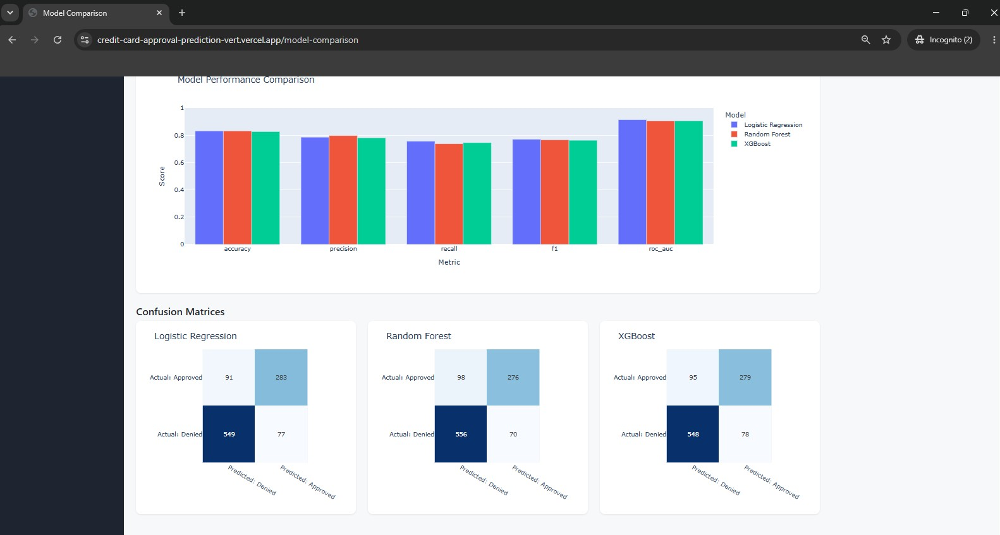 Model Comparison
credit-card-approval-prediction-vert.vercel.app/model-comparison
Incognito (2)
Model Performance Comparison
1
0.8
0.6
0.4
0.2
0
Score
accuracy precision recall f1 roc_auc
Metric
Model
Logistic Regression
Random Forest
XGBoost
Confusion Matrices
Logistic Regression
Actual: Approved 91 283
Actual: Denied 549 77
Predicted: Denied Predicted: Approved
Random Forest
Actual: Approved 98 276
Actual: Denied 556 70
Predicted: Denied Predicted: Approved
XGBoost
Actual: Approved 95 279
Actual: Denied 548 78
Predicted: Denied Predicted: Approved